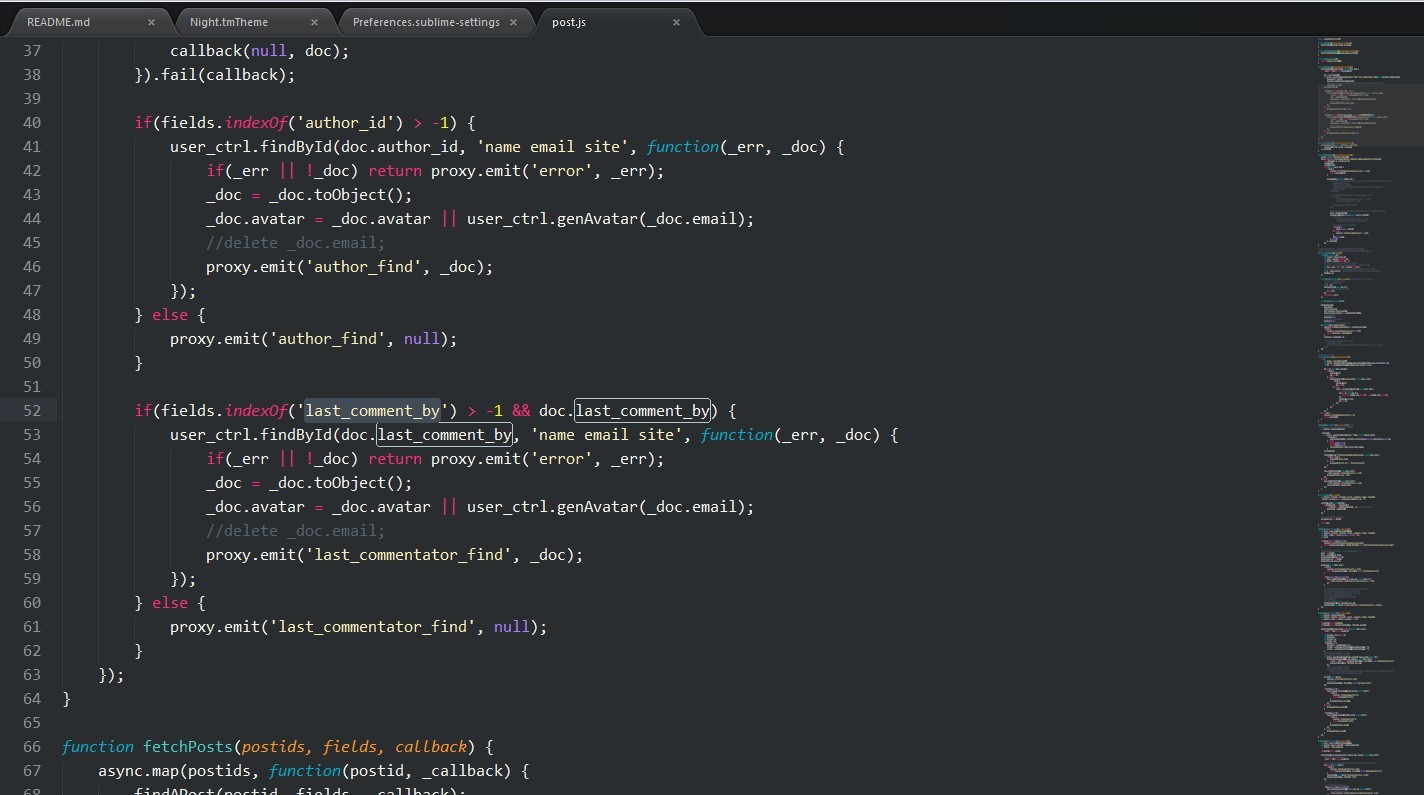 README.md × Night.tmTheme × Preferences.sublime-settings × post.js ×
37 callback(null, doc);
38 }).fail(callback);
39
40 if(fields.indexOf('author_id') > -1) {
41 user_ctrl.findById(doc.author_id, 'name email site', function(_err, _doc) {
42 if(_err || !_doc) return proxy.emit('error', _err);
43 _doc = _doc.toObject();
44 _doc.avatar = _doc.avatar || user_ctrl.genAvatar(_doc.email);
45 //delete _doc.email;
46 proxy.emit('author_find', _doc);
47 });
48 } else {
49 proxy.emit('author_find', null);
50 }
51
52 if(fields.indexOf('last_comment_by') > -1 && doc.last_comment_by) {
53 user_ctrl.findById(doc.last_comment_by, 'name email site', function(_err, _doc) {
54 if(_err || !_doc) return proxy.emit('error', _err);
55 _doc = _doc.toObject();
56 _doc.avatar = _doc.avatar || user_ctrl.genAvatar(_doc.email);
57 //delete _doc.email;
58 proxy.emit('last_commentator_find', _doc);
59 });
60 } else {
61 proxy.emit('last_commentator_find', null);
62 }
63 });
64 }
65
66 function fetchPosts(postids, fields, callback) {
67 async.map(postids, function(postid, _callback) {
68 findAPost(postid, fields, _callback);